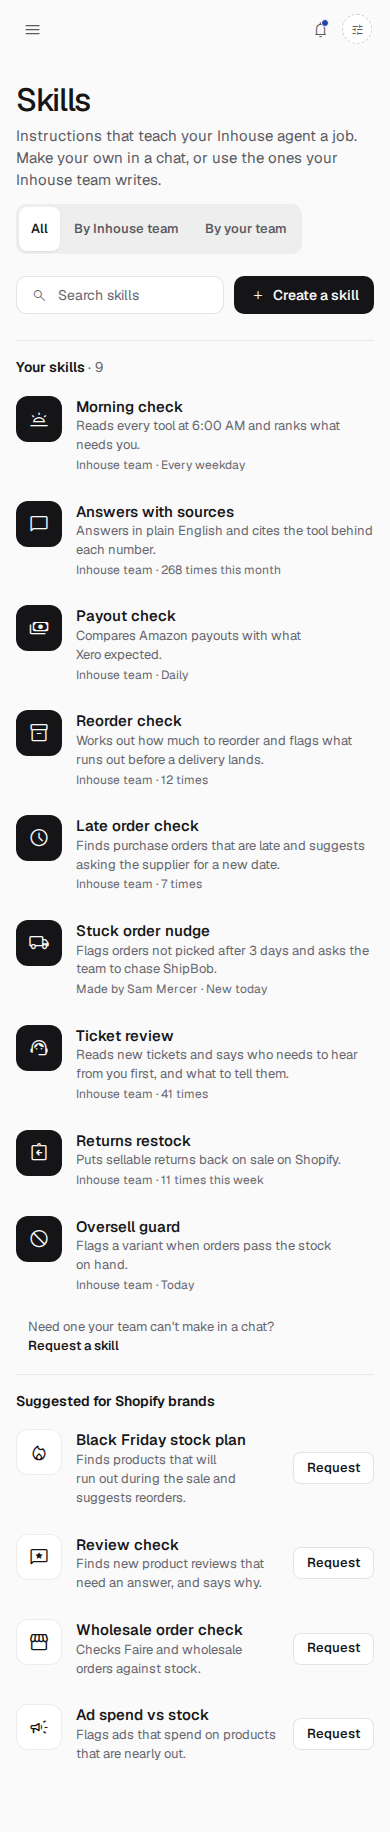 Skills
Instructions that teach your Inhouse agent a job.
Make your own in a chat, or use the ones your
Inhouse team writes.
All By Inhouse team By your team
Search skills + Create a skill
Your skills · 9
Morning check
Reads every tool at 6:00 AM and ranks what
needs you.
Inhouse team · Every weekday
Answers with sources
Answers in plain English and cites the tool behind
each number.
Inhouse team · 268 times this month
Payout check
Compares Amazon payouts with what
Xero expected.
Inhouse team · Daily
Reorder check
Works out how much to reorder and flags what
runs out before a delivery lands.
Inhouse team · 12 times
Late order check
Finds purchase orders that are late and suggests
asking the supplier for a new date.
Inhouse team · 7 times
Stuck order nudge
Flags orders not picked after 3 days and asks the
team to chase ShipBob.
Made by Sam Mercer · New today
Ticket review
Reads new tickets and says who needs to hear
from you first, and what to tell them.
Inhouse team · 41 times
Returns restock
Puts sellable returns back on sale on Shopify.
Inhouse team · 11 times this week
Oversell guard
Flags a variant when orders pass the stock
on hand.
Inhouse team · Today
Need one your team can't make in a chat?
Request a skill
Suggested for Shopify brands
Black Friday stock plan
Finds products that will
run out during the sale and
suggests reorders.
Request
Review check
Finds new product reviews that
need an answer, and says why.
Request
Wholesale order check
Checks Faire and wholesale
orders against stock.
Request
Ad spend vs stock
Flags ads that spend on products
that are nearly out.
Request